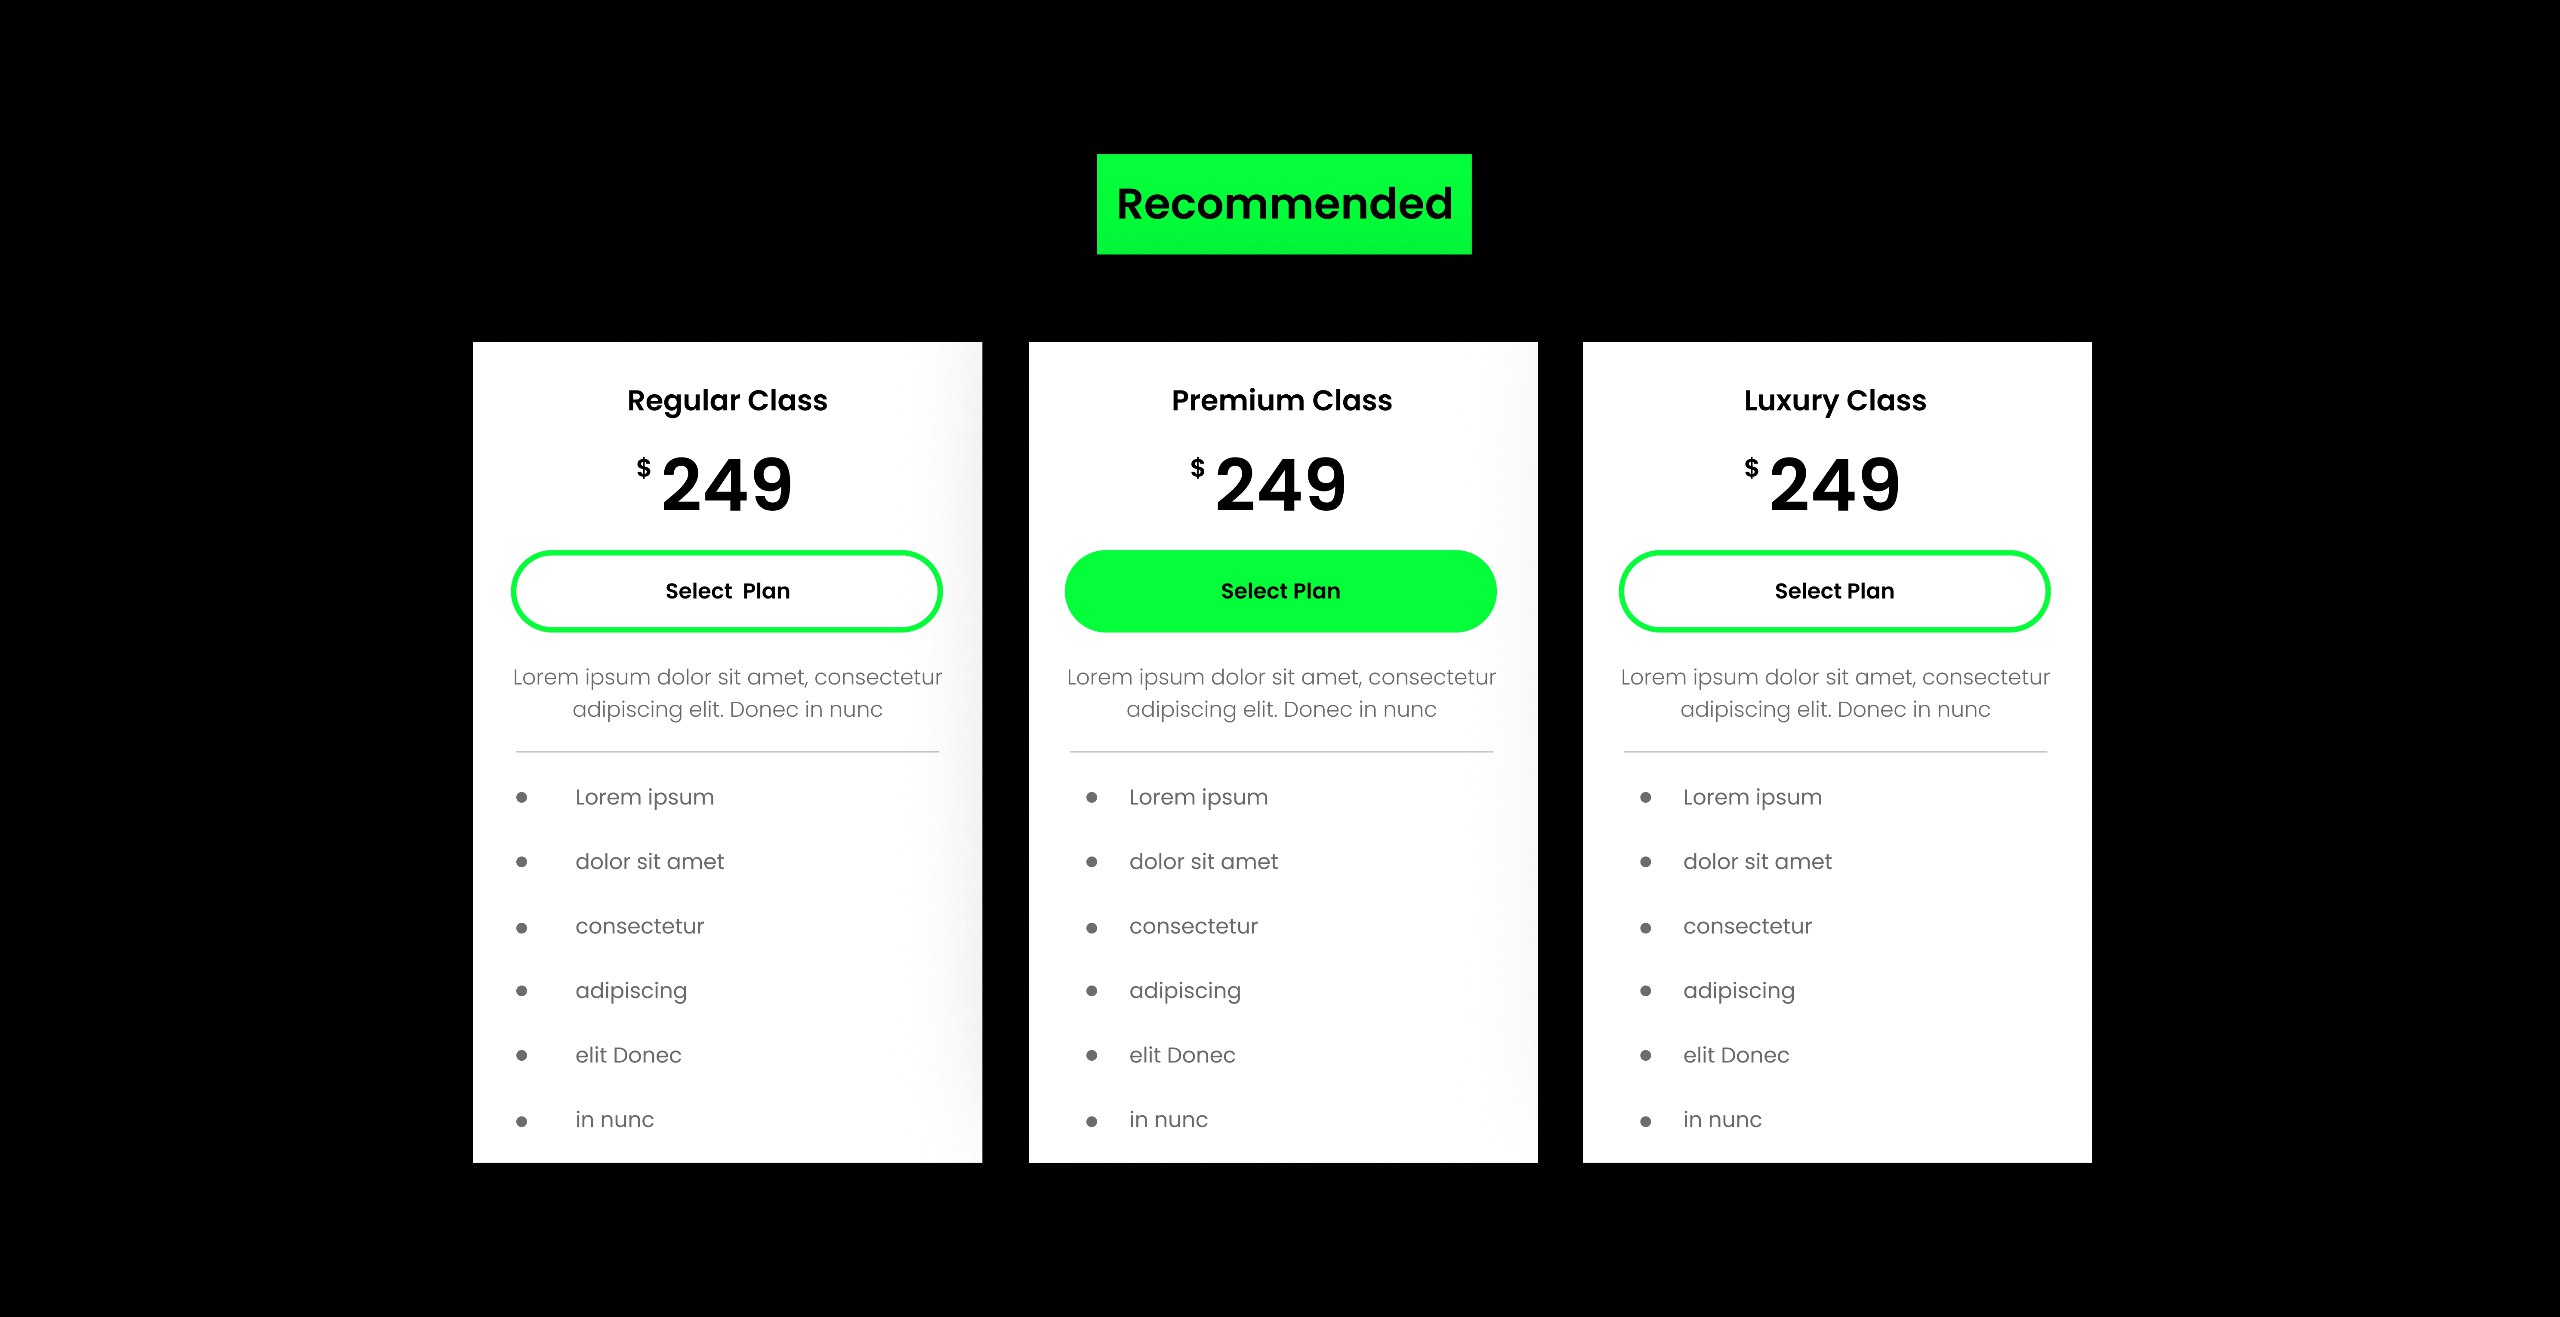 Recommended
Regular Class
$ 249
Select  Plan
Lorem ipsum dolor sit amet, consectetur
adipiscing elit. Donec in nunc
Lorem ipsum
dolor sit amet
consectetur
adipiscing
elit Donec
in nunc
Premium Class
$ 249
Select Plan
Lorem ipsum dolor sit amet, consectetur
adipiscing elit. Donec in nunc
Lorem ipsum
dolor sit amet
consectetur
adipiscing
elit Donec
in nunc
Luxury Class
$ 249
Select Plan
Lorem ipsum dolor sit amet, consectetur
adipiscing elit. Donec in nunc
Lorem ipsum
dolor sit amet
consectetur
adipiscing
elit Donec
in nunc